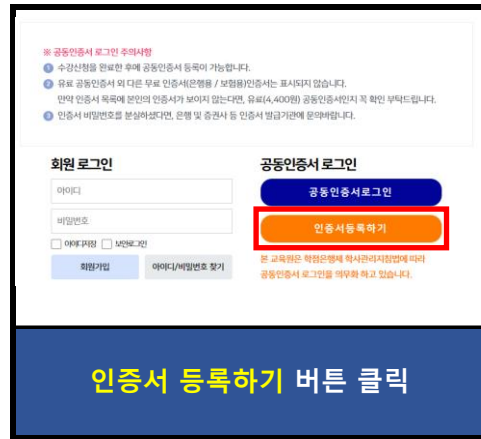 ※ 공동인증서 로그인 주의사항
1 수강신청을 완료한 후에 공동인증서 등록이 가능합니다.
2 유료 공동인증서 외 다른 무료 인증서(은행용 / 보험용)인증서는 표시되지 않습니다.
만약 인증서 목록에 본인의 인증서가 보이지 않는다면, 유료(4,400원) 공동인증서인지 꼭 확인 부탁드립니다.
3 인증서 비밀번호를 분실하셨다면, 은행 및 증권사 등 인증서 발급기관에 문의바랍니다.
회원 로그인
아이디
비밀번호
아이디저장 보안로그인
회원가입 아이디/비밀번호 찾기
공동인증서 로그인
공동인증서로그인
인증서등록하기
본 교육원은 학점은행제 학사관리지침법에 따라
공동인증서 로그인을 의무화 하고 있습니다.
인증서 등록하기 버튼 클릭